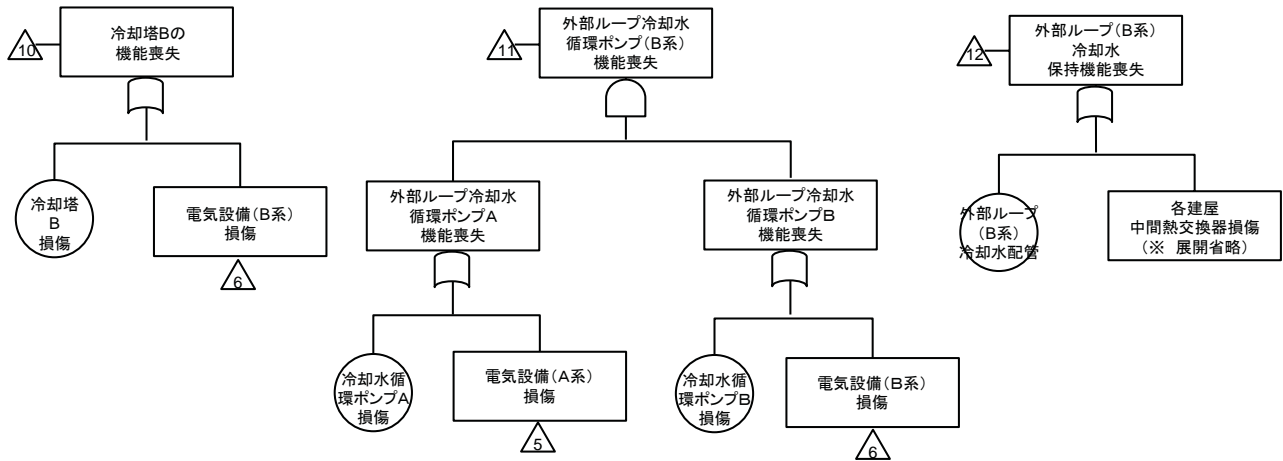 10
冷却塔Bの
機能喪失
冷却塔
B
損傷
電気設備(B系)
損傷
6
11
外部ループ冷却水
循環ポンプ(B系)
機能喪失
外部ループ冷却水
循環ポンプA
機能喪失
冷却水循
環ポンプA
損傷
電気設備(A系)
損傷
5
外部ループ冷却水
循環ポンプB
機能喪失
冷却水循
環ポンプB
損傷
電気設備(B系)
損傷
6
12
外部ループ(B系)
冷却水
保持機能喪失
外部ループ
(B系)
冷却水配管
各建屋
中間熱交換器損傷
(※ 展開省略)